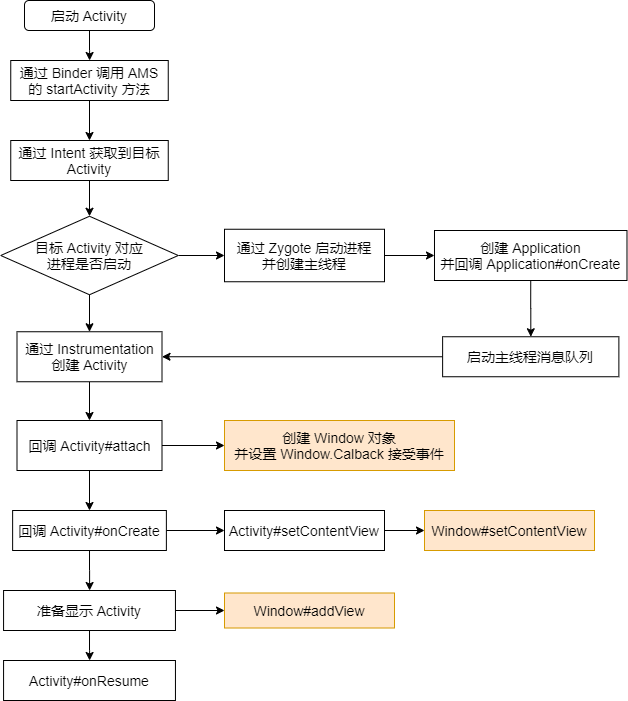 启动 Activity
通过 Binder 调用 AMS
的 startActivity 方法
通过 Intent 获取到目标
Activity
目标 Activity 对应
进程是否启动
通过 Zygote 启动进程
并创建主线程
创建 Application
并回调 Application#onCreate
启动主线程消息队列
通过 Instrumentation
创建 Activity
回调 Activity#attach
创建 Window 对象
并设置 Window.Calback 接受事件
回调 Activity#onCreate
Activity#setContentView
Window#setContentView
准备显示 Activity
Window#addView
Activity#onResume